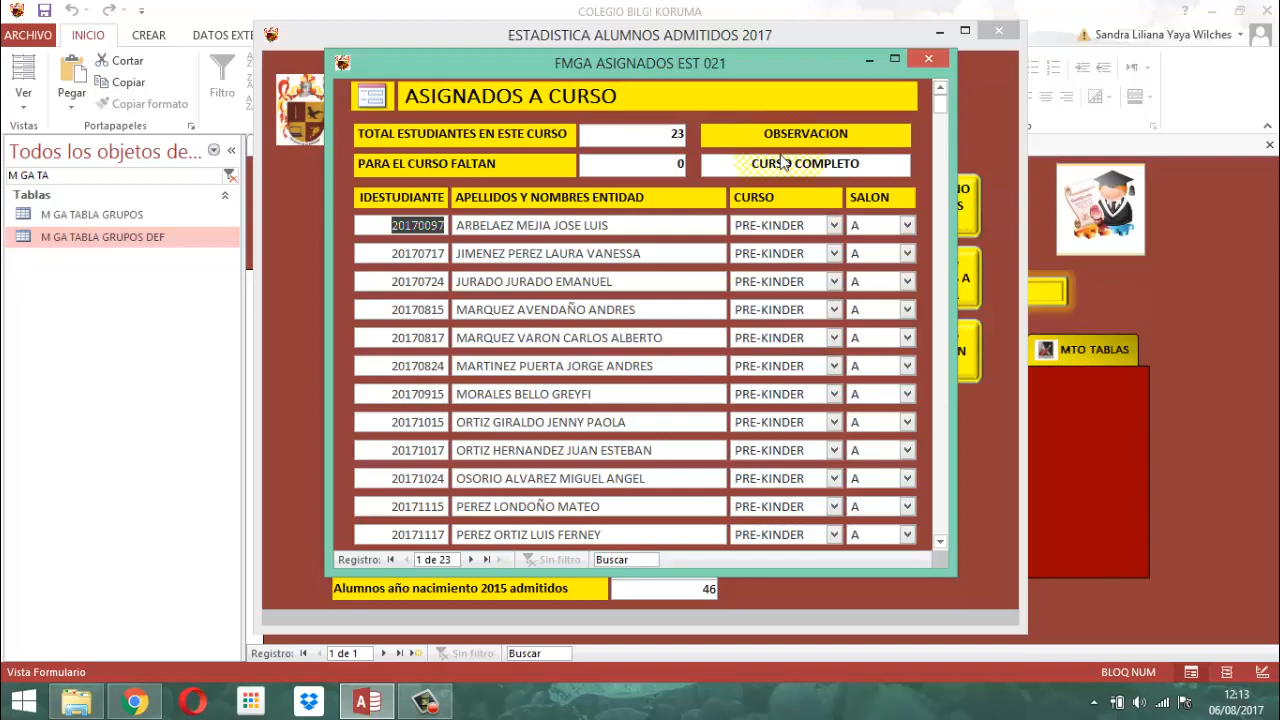 COLEGIO BILGI KORUMA
ARCHIVO INICIO CREAR DATOS EXT
Sandra Liliana Yaya Wilches
Ver
Vistas
Pegar
Cortar
Copiar
Copiar formato
Portapapeles
Filtro
Todos los objetos de...
M GA TA
Tablas
M GA TABLA GRUPOS
M GA TABLA GRUPOS DEF
ESTADISTICA ALUMNOS ADMITIDOS 2017
FMGA ASIGNADOS EST 021
ASIGNADOS A CURSO
TOTAL ESTUDIANTES EN ESTE CURSO 23 OBSERVACION
PARA EL CURSO FALTAN 0 CURSO COMPLETO
IDESTUDIANTE APELLIDOS Y NOMBRES ENTIDAD CURSO SALON
20170097 ARBELAEZ MEJIA JOSE LUIS PRE-KINDER A
20170717 JIMENEZ PEREZ LAURA VANESSA PRE-KINDER A
20170724 JURADO JURADO EMANUEL PRE-KINDER A
20170815 MARQUEZ AVENDAÑO ANDRES PRE-KINDER A
20170817 MARQUEZ VARON CARLOS ALBERTO PRE-KINDER A
20170824 MARTINEZ PUERTA JORGE ANDRES PRE-KINDER A
20170915 MORALES BELLO GREYFI PRE-KINDER A
20171015 ORTIZ GIRALDO JENNY PAOLA PRE-KINDER A
20171017 ORTIZ HERNANDEZ JUAN ESTEBAN PRE-KINDER A
20171024 OSORIO ALVAREZ MIGUEL ANGEL PRE-KINDER A
20171115 PEREZ LONDOÑO MATEO PRE-KINDER A
20171117 PEREZ ORTIZ LUIS FERNEY PRE-KINDER A
Registro: 1 de 23 Sin filtro Buscar
Alumnos año nacimiento 2015 admitidos 46
NO
S
A
N
MTO TABLAS
Registro: 1 de 1 Sin filtro Buscar
Vista Formulario BLOQ NUM
12:13
06/08/2017